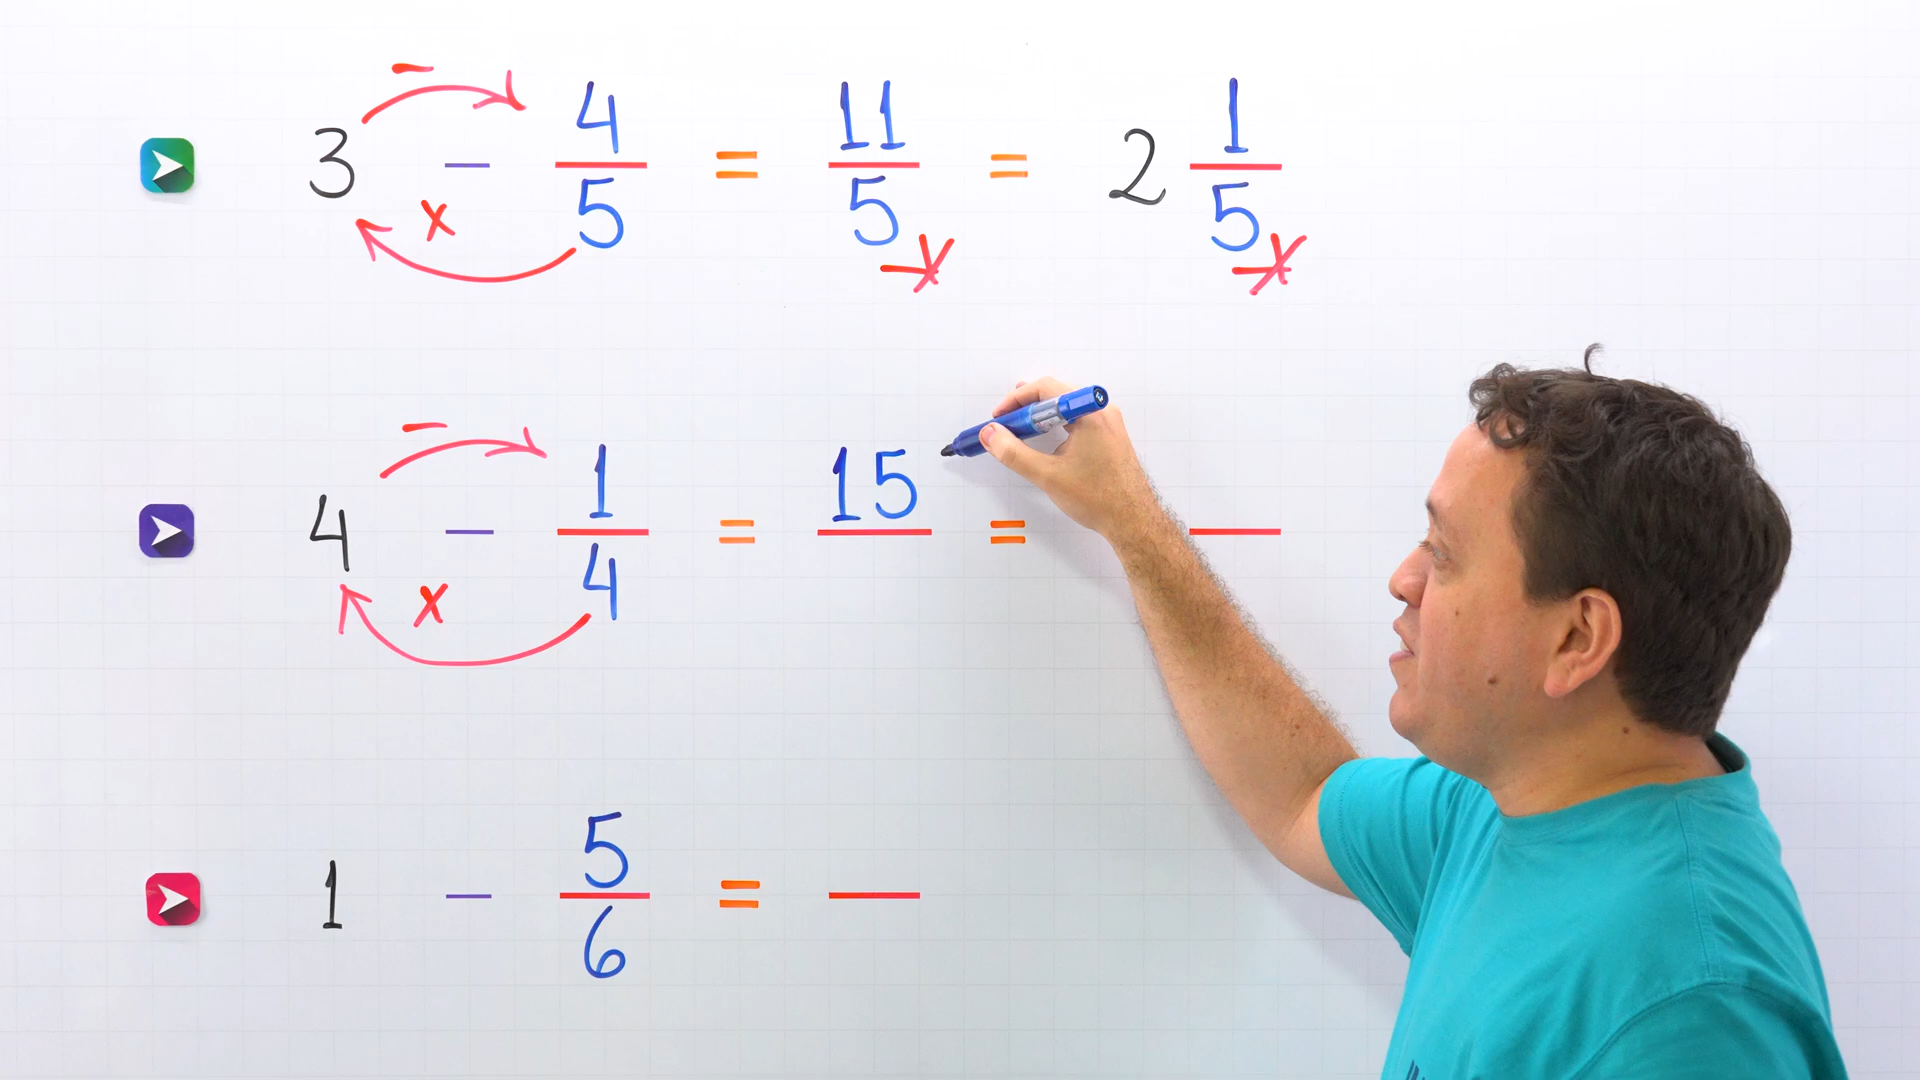 3 − 4/5 = 11/5 = 2 1/5
− x
4 − 1/4 = 15/ = /
− x
1 − 5/6 = /